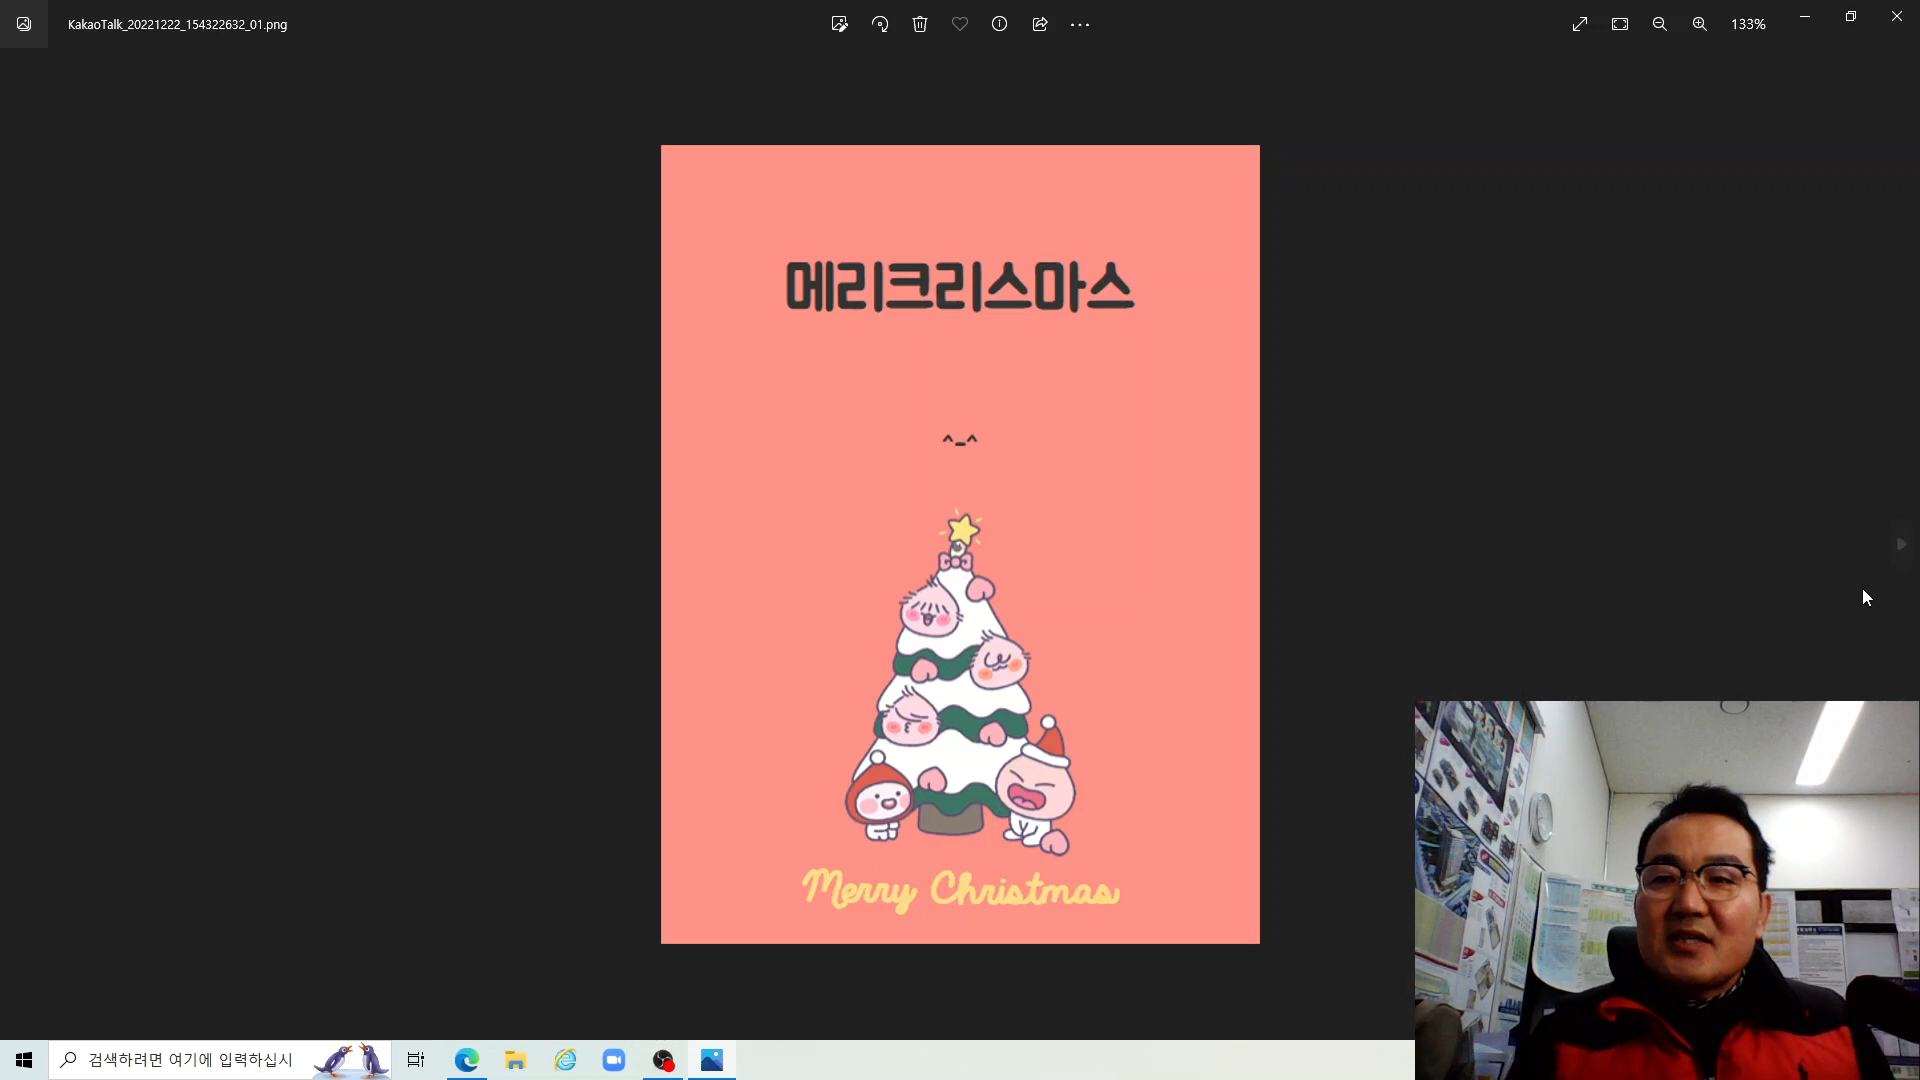 KakaoTalk_20221222_154322632_01.png
133%
메리크리스마스
^_^
Merry Christmas
검색하려면 여기에 입력하십시